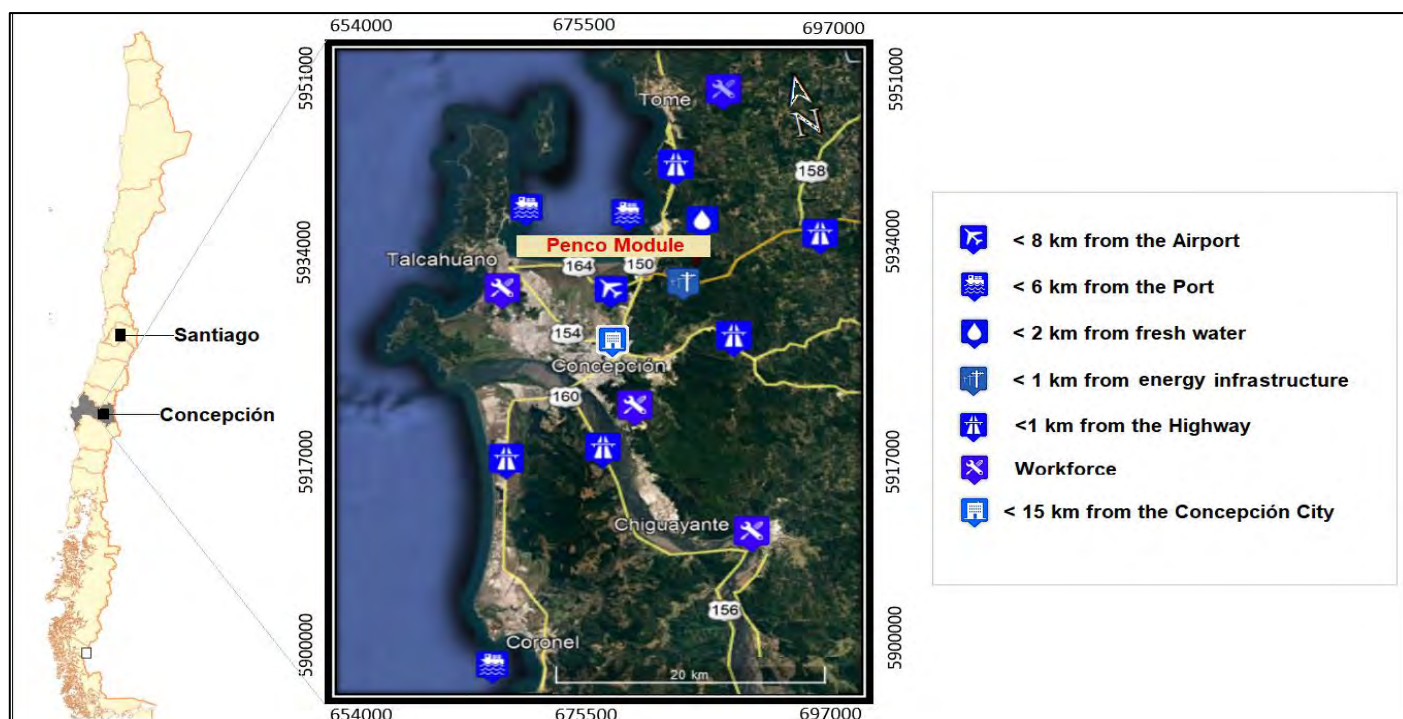 654000
675500
697000
5951000
5951000
Tome
N
158
5934000
5934000
Penco Module
Talcahuano
164
150
154
Concepción
160
5917000
5917000
Chiguayante
156
5900000
5900000
Coronel
20 km
654000
675500
697000
Santiago
Concepción
< 8 km from the Airport
< 6 km from the Port
< 2 km from fresh water
< 1 km from energy infrastructure
<1 km from the Highway
Workforce
< 15 km from the Concepción City